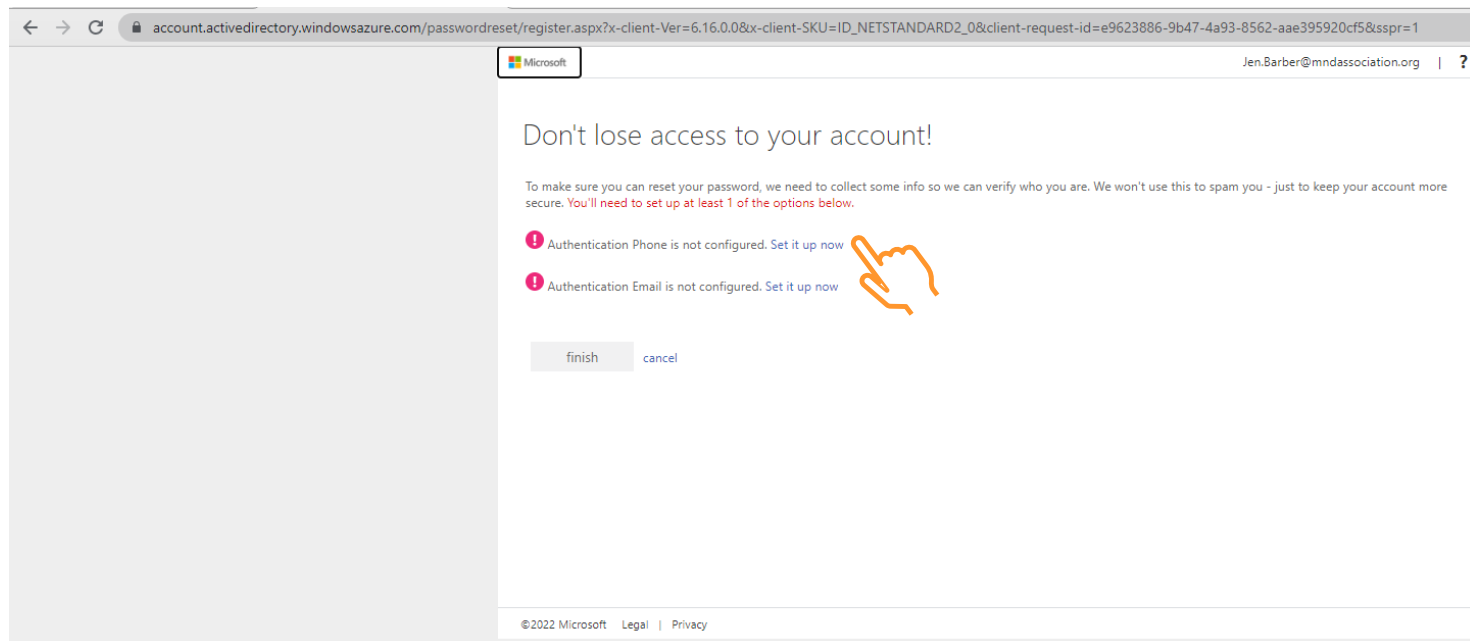 account.activedirectory.windowsazure.com/passwordreset/register.aspx?x-client-Ver=6.16.0.0&x-client-SKU=ID_NETSTANDARD2_0&client-request-id=e9623886-9b47-4a93-8562-aae395920cf5&sspr=1
Microsoft Jen.Barber@mndassociation.org | ?
Don't lose access to your account!
To make sure you can reset your password, we need to collect some info so we can verify who you are. We won't use this to spam you - just to keep your account more
secure. You'll need to set up at least 1 of the options below.
! Authentication Phone is not configured. Set it up now
! Authentication Email is not configured. Set it up now
finish cancel
©2022 Microsoft Legal | Privacy